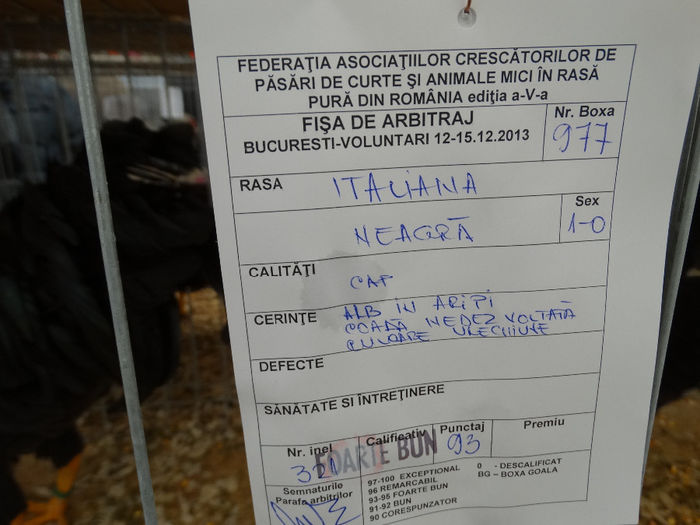 FEDERAŢIA ASOCIAŢIILOR CRESCĂTORILOR DE
PĂSĂRI DE CURTE ŞI ANIMALE MICI ÎN RASĂ
PURĂ DIN ROMÂNIA ediţia a-V-a
FIŞA DE ARBITRAJ
BUCURESTI-VOLUNTARI 12-15.12.2013
Nr. Boxa
977
RASA ITALIANA
NEAGRĂ
Sex
1-0
CALITĂŢI CAP
CERINŢE ALB IN ARIPI
COADA NEDEZVOLTATĂ
CULOARE URECHIUȘE
DEFECTE
SĂNĂTATE SI ÎNTREŢINERE
Nr. inel
Calificativ
FOARTE BUN
Punctaj
93
Premiu
Semnaturile
Parafa arbitrilor
97-100 EXCEPTIONAL
96 REMARCABIL
93-95 FOARTE BUN
91-92 BUN
90 CORESPUNZATOR
0 - DESCALIFICAT
BG – BOXA GOALA